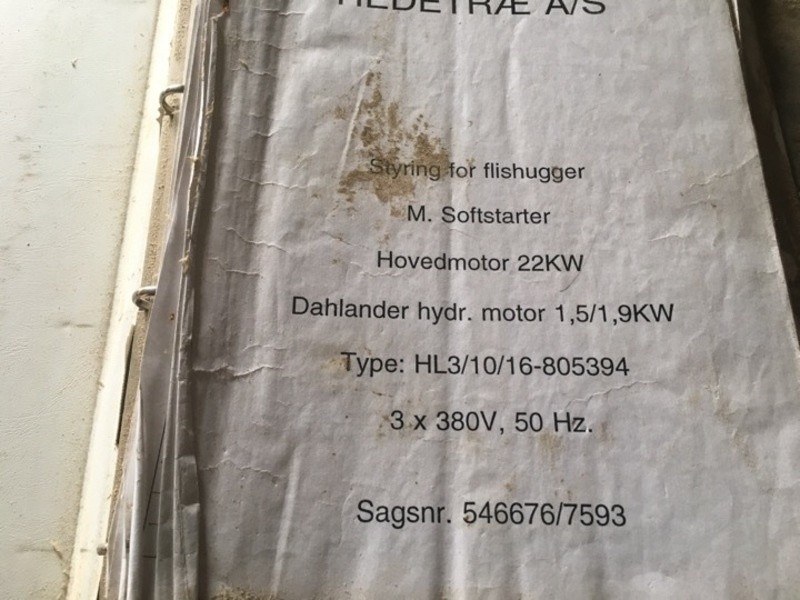 HEDETRÆ A/S
Styring for flishugger
M. Softstarter
Hovedmotor 22KW
Dahlander hydr. motor 1,5/1,9KW
Type: HL3/10/16-805394
3 x 380V, 50 Hz.
Sagsnr. 546676/7593